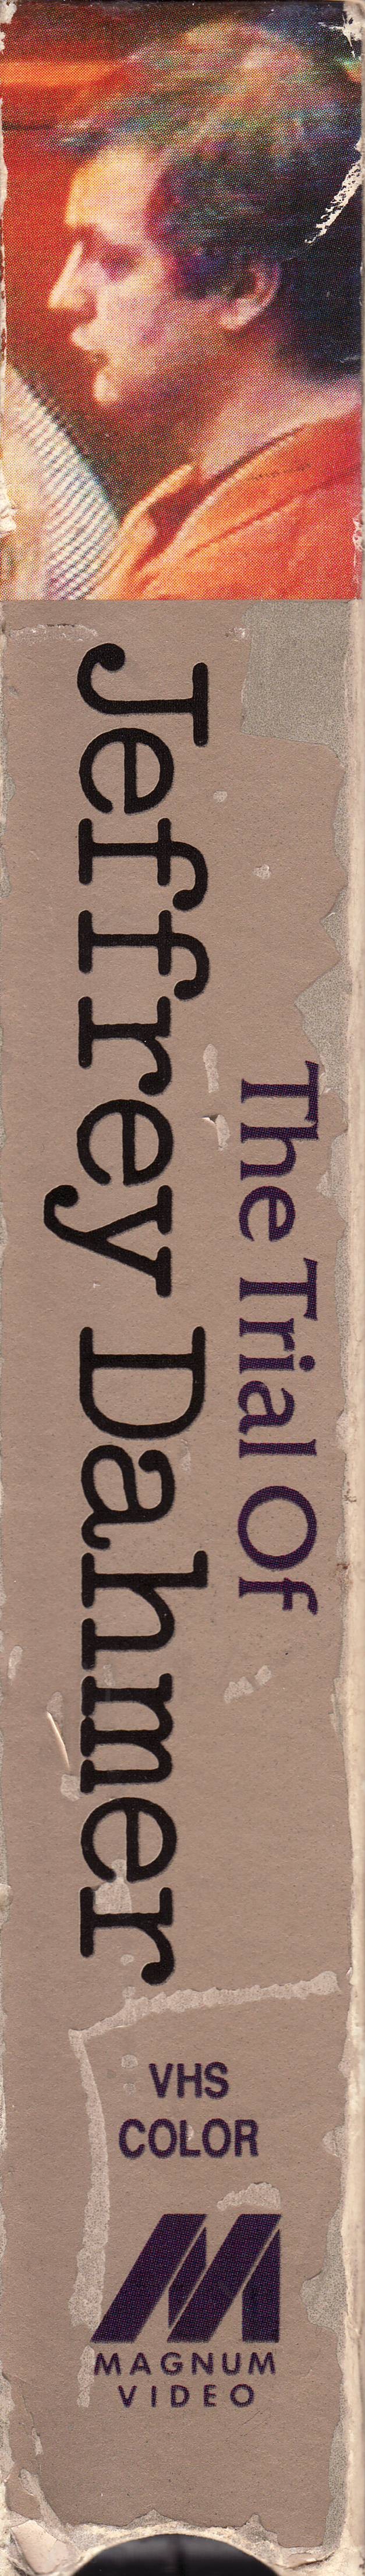 The Trial Of
Jeffrey Dahmer
VHS
COLOR
MAGNUM
VIDEO